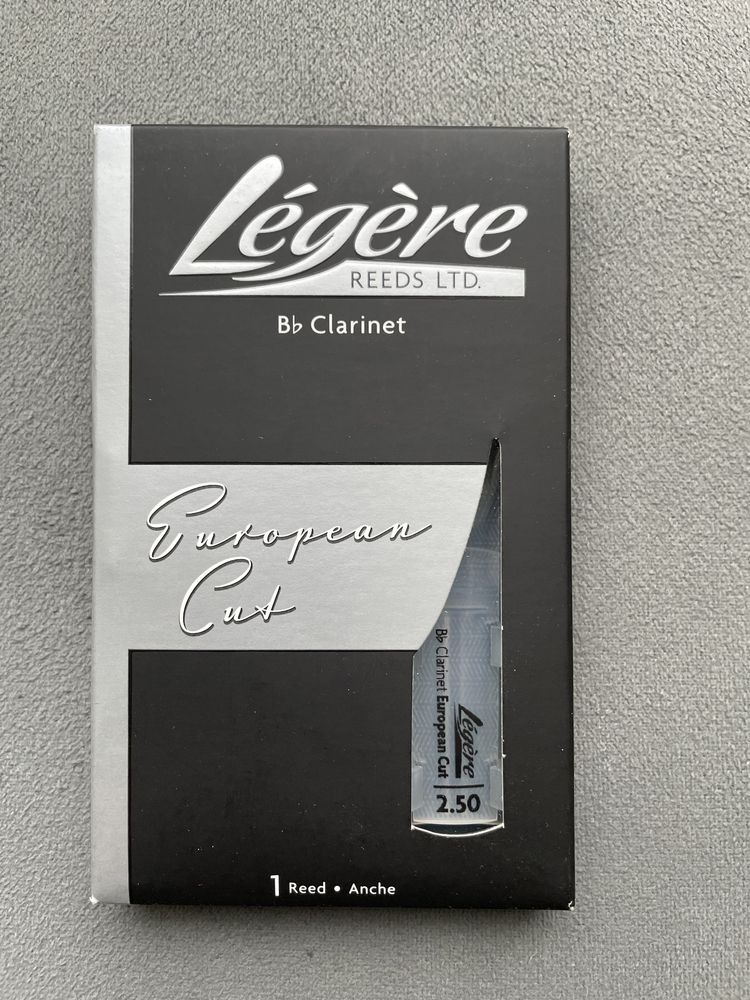 Légère
REEDS LTD.
B♭ Clarinet
European
Cut
B♭ Clarinet European Cut
Légère
2.50
1 Reed • Anche